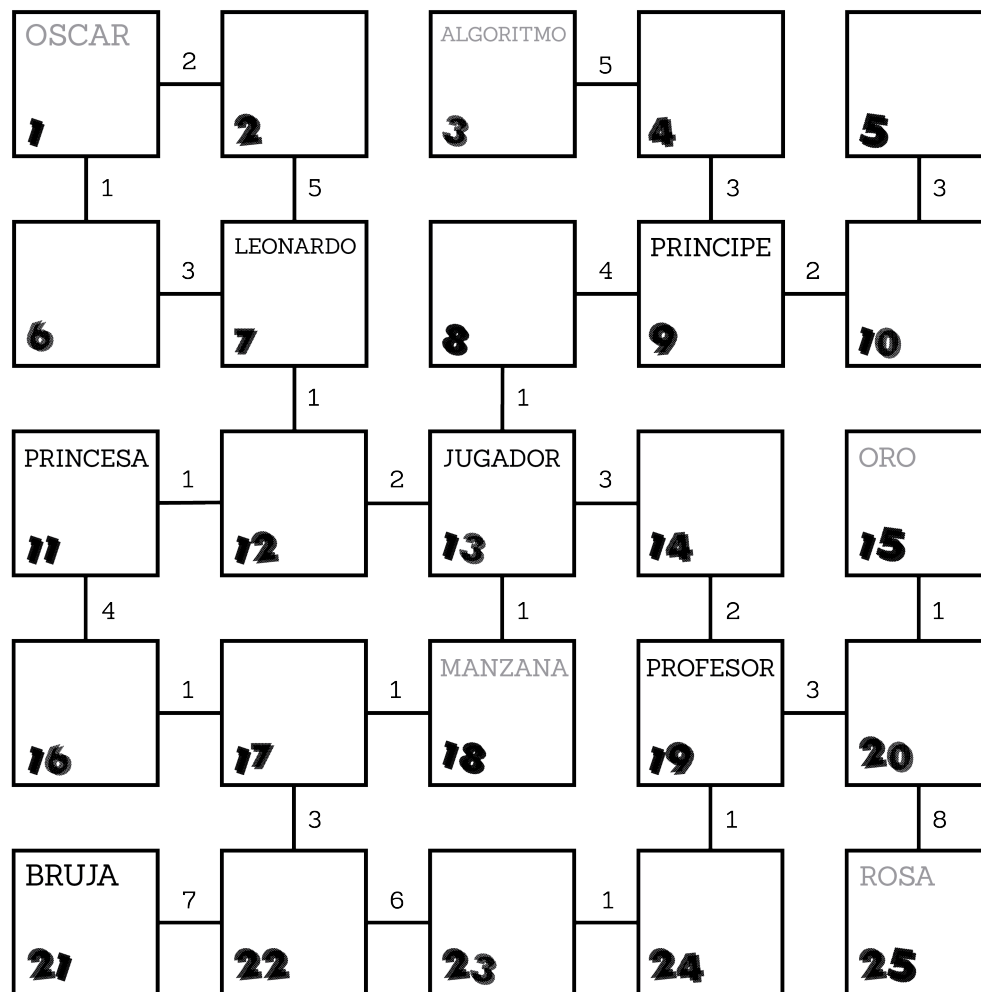 OSCAR 2 ALGORITMO 5
1 2 3 4 5
1 5 3 3
3 LEONARDO 4 PRINCIPE 2
6 7 8 9 10
1 1
PRINCESA 1 2 JUGADOR 3 ORO
11 12 13 14 15
4 1 2 1
1 1 MANZANA PROFESOR 3
16 17 18 19 20
3 1 8
BRUJA 7 6 1 ROSA
21 22 23 24 25